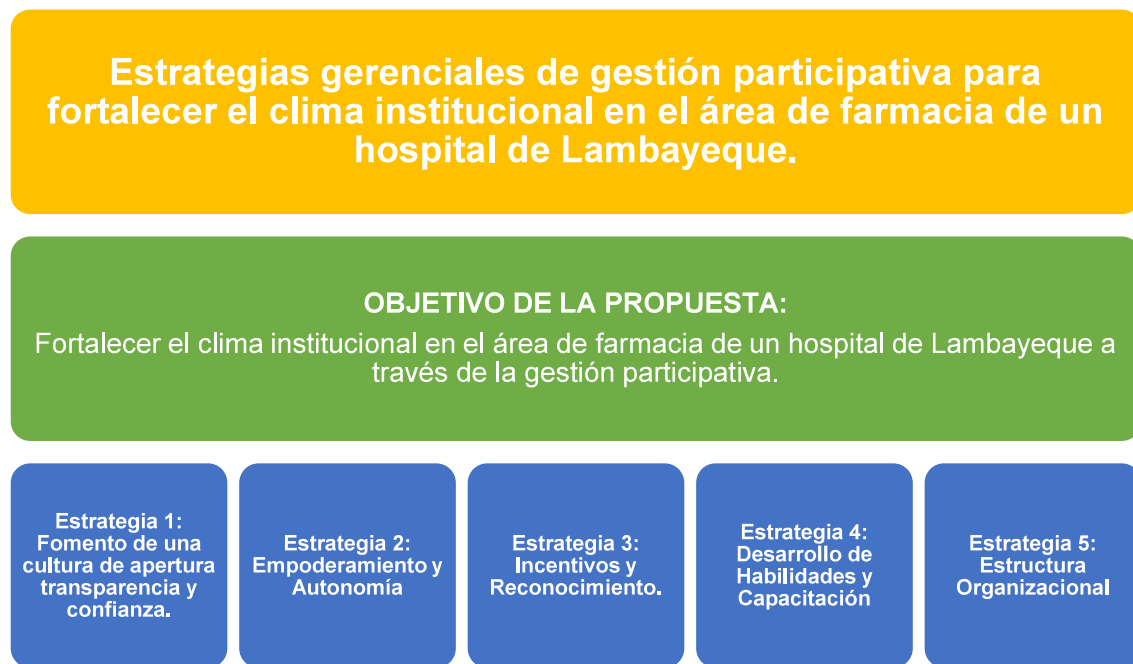 Estrategias gerenciales de gestión participativa para
fortalecer el clima institucional en el área de farmacia de un
hospital de Lambayeque.
OBJETIVO DE LA PROPUESTA:
Fortalecer el clima institucional en el área de farmacia de un hospital de Lambayeque a
través de la gestión participativa.
Estrategia 1:
Fomento de una
cultura de apertura
transparencia y
confianza.
Estrategia 2:
Empoderamiento y
Autonomía
Estrategia 3:
Incentivos y
Reconocimiento.
Estrategia 4:
Desarrollo de
Habilidades y
Capacitación
Estrategia 5:
Estructura
Organizacional